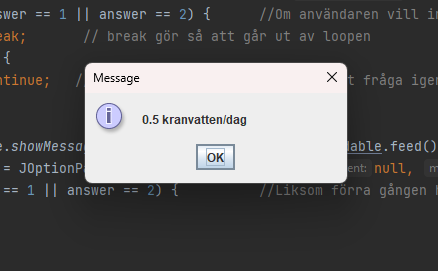 swer == 1 || answer == 2) { //Om användaren vill in
eak; // break gör så att går ut av loopen
{
ntinue; /
Message
t fråga iger
0.5 kranvatten/dag
e.showMessa
dable.feed()
= JOptionPa
ent: null, m
OK
== 1 || answer == 2) { //Liksom förra gången h